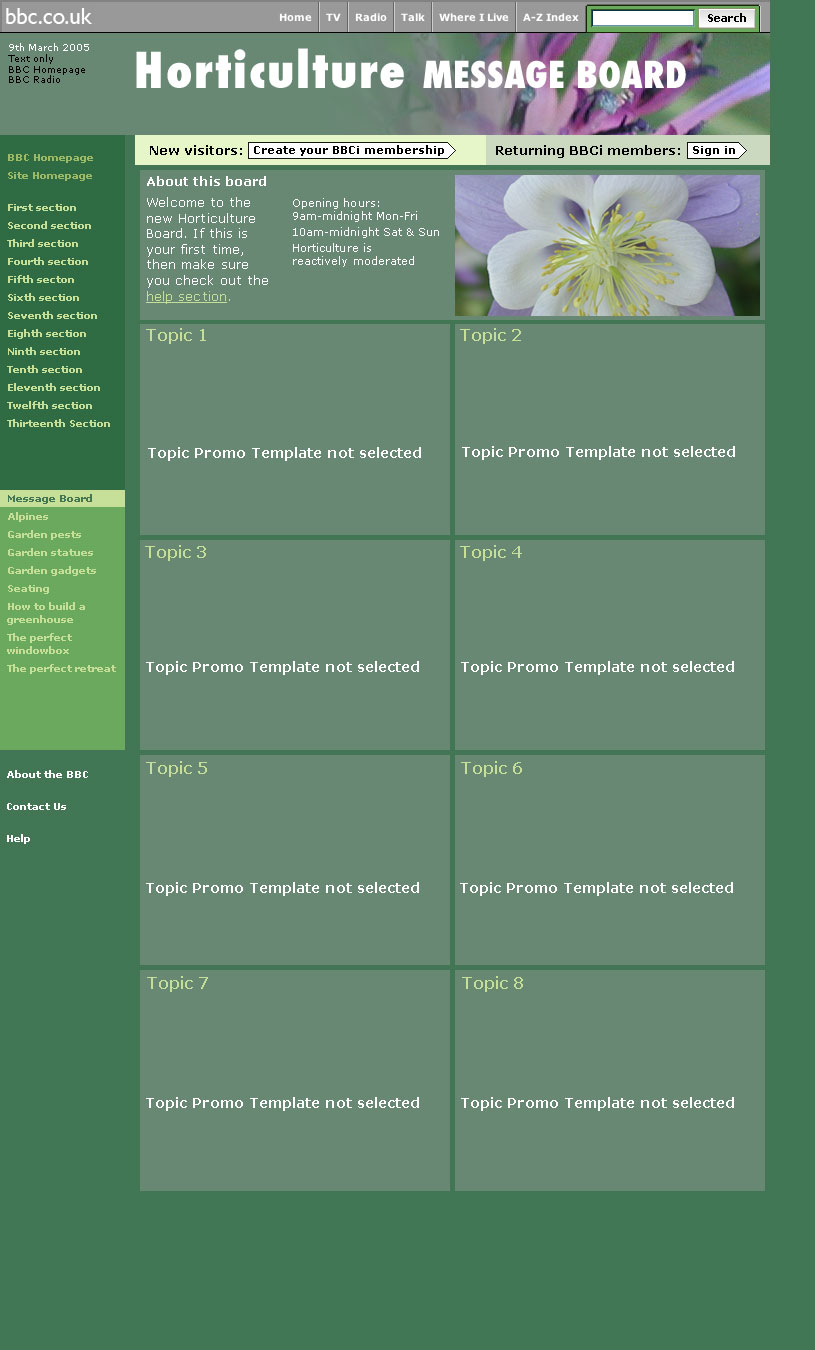 bbc.co.uk
Home
TV
Radio
Talk
Where I Live
A-Z Index
Search
9th March 2005
Text only
BBC Homepage
BBC Radio
Horticulture MESSAGE BOARD
New visitors: Create your BBCi membership
Returning BBCi members: Sign in
BBC Homepage
Site Homepage
First section
Second section
Third section
Fourth section
Fifth secton
Sixth section
Seventh section
Eighth section
Ninth section
Tenth section
Eleventh section
Twelfth section
Thirteenth Section
Message Board
Alpines
Garden pests
Garden statues
Garden gadgets
Seating
How to build a
greenhouse
The perfect
windowbox
The perfect retreat
About the BBC
Contact Us
Help
About this board
Welcome to the
new Horticulture
Board. If this is
your first time,
then make sure
you check out the
help section.
Opening hours:
9am-midnight Mon-Fri
10am-midnight Sat & Sun
Horticulture is
reactively moderated
Topic 1
Topic Promo Template not selected
Topic 2
Topic Promo Template not selected
Topic 3
Topic Promo Template not selected
Topic 4
Topic Promo Template not selected
Topic 5
Topic Promo Template not selected
Topic 6
Topic Promo Template not selected
Topic 7
Topic Promo Template not selected
Topic 8
Topic Promo Template not selected